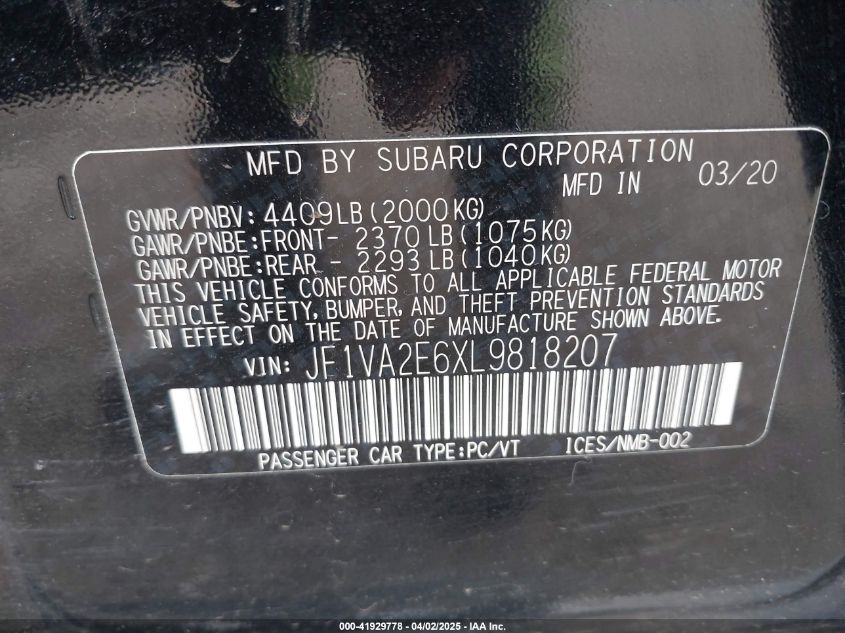 MFD BY SUBARU CORPORATION
MFD IN 03/20
GVWR/PNBV: 4409LB(2000KG)
GAWR/PNBE:FRONT- 2370 LB(1075KG)
GAWR/PNBE:REAR - 2293 LB(1040KG)
THIS VEHICLE CONFORMS TO ALL APPLICABLE FEDERAL MOTOR
VEHICLE SAFETY, BUMPER, AND THEFT PREVENTION STANDARDS
IN EFFECT ON THE DATE OF MANUFACTURE SHOWN ABOVE.
VIN: JF1VA2E6XL9818207
PASSENGER CAR TYPE:PC/VT ICES/NMB-002
000-41929778 - 04/02/2025 - IAA Inc.